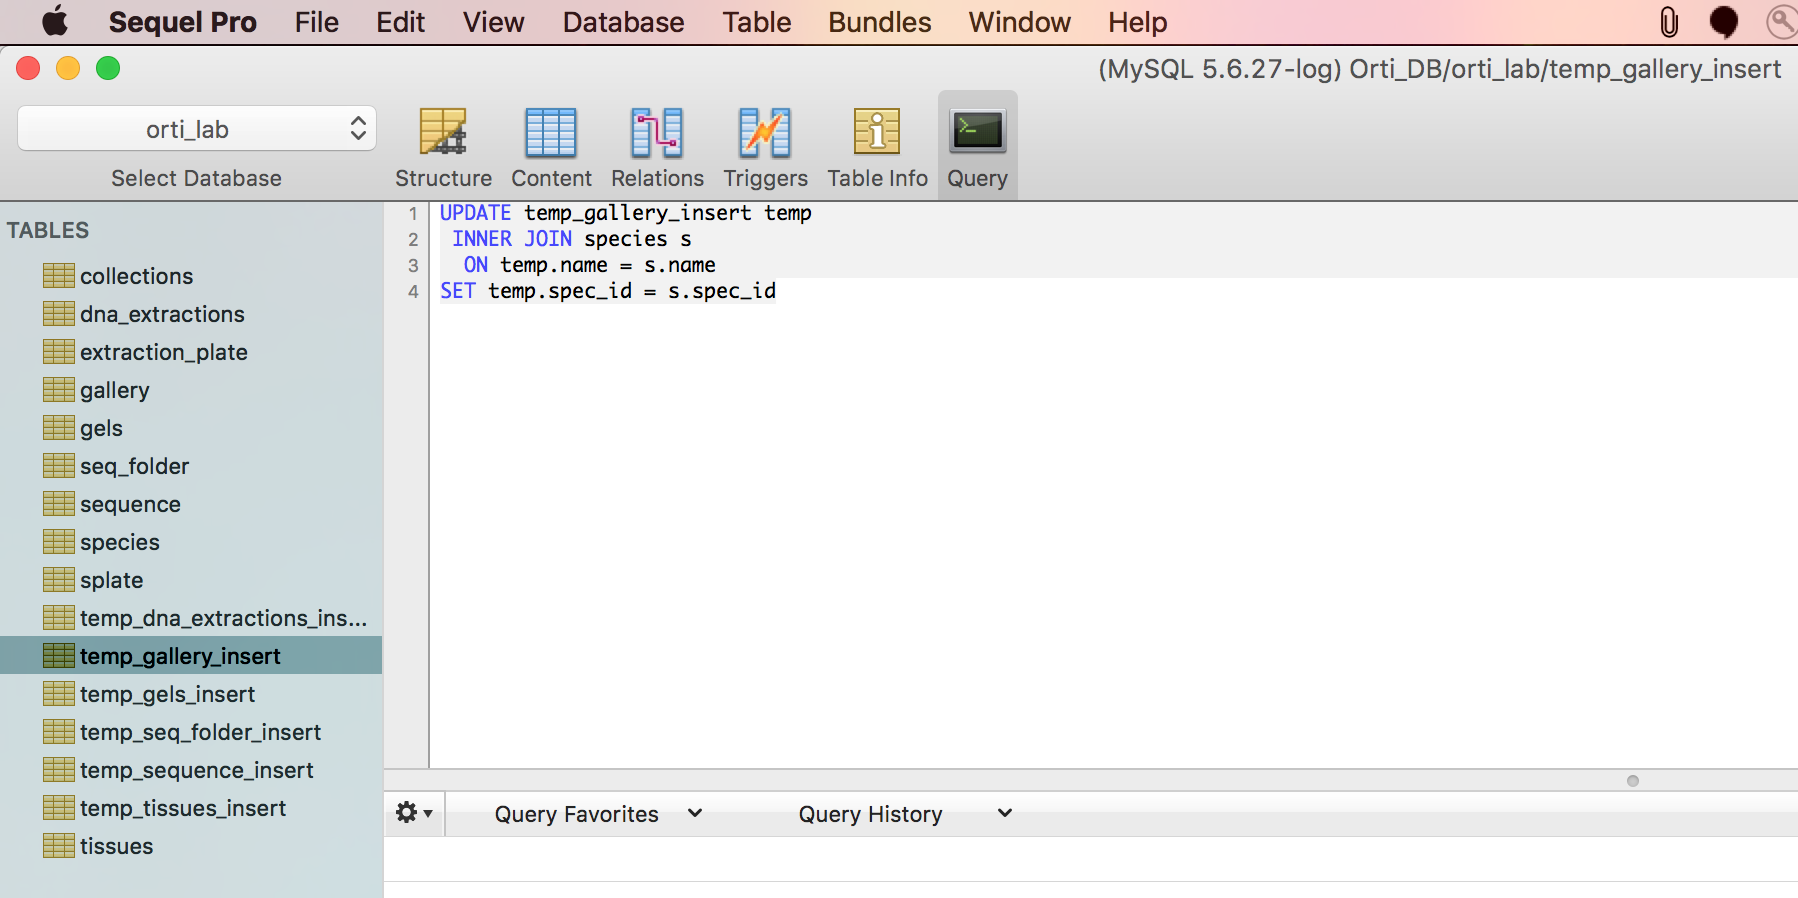 Sequel Pro File Edit View Database Table Bundles Window Help
(MySQL 5.6.27-log) Orti_DB/orti_lab/temp_gallery_insert
orti_lab
Select Database Structure Content Relations Triggers Table Info Query
TABLES
collections
dna_extractions
extraction_plate
gallery
gels
seq_folder
sequence
species
splate
temp_dna_extractions_ins...
temp_gallery_insert
temp_gels_insert
temp_seq_folder_insert
temp_sequence_insert
temp_tissues_insert
tissues
1 UPDATE temp_gallery_insert temp
2 INNER JOIN species s
3 ON temp.name = s.name
4 SET temp.spec_id = s.spec_id
Query Favorites Query History